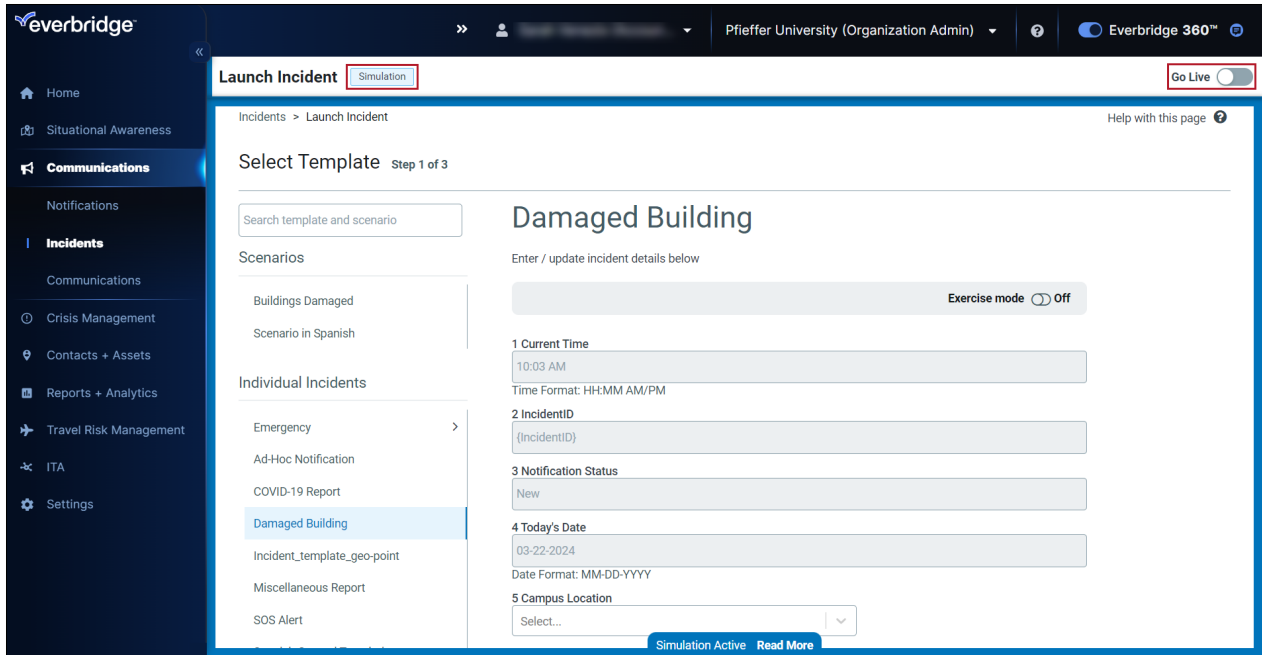 everbridge™
Pfieffer University (Organization Admin)
Everbridge 360™
Launch Incident
Simulation
Go Live
Home
Situational Awareness
Communications
Notifications
Incidents
Communications
Crisis Management
Contacts + Assets
Reports + Analytics
Travel Risk Management
ITA
Settings
Incidents > Launch Incident
Help with this page ?
Select Template Step 1 of 3
Search template and scenario
Scenarios
Buildings Damaged
Scenario in Spanish
Individual Incidents
Emergency
Ad-Hoc Notification
COVID-19 Report
Damaged Building
Incident_template_geo-point
Miscellaneous Report
SOS Alert
Damaged Building
Enter / update incident details below
Exercise mode Off
1 Current Time
10:03 AM
Time Format: HH:MM AM/PM
2 IncidentID
{IncidentID}
3 Notification Status
New
4 Today's Date
03-22-2024
Date Format: MM-DD-YYYY
5 Campus Location
Select...
Simulation Active Read More